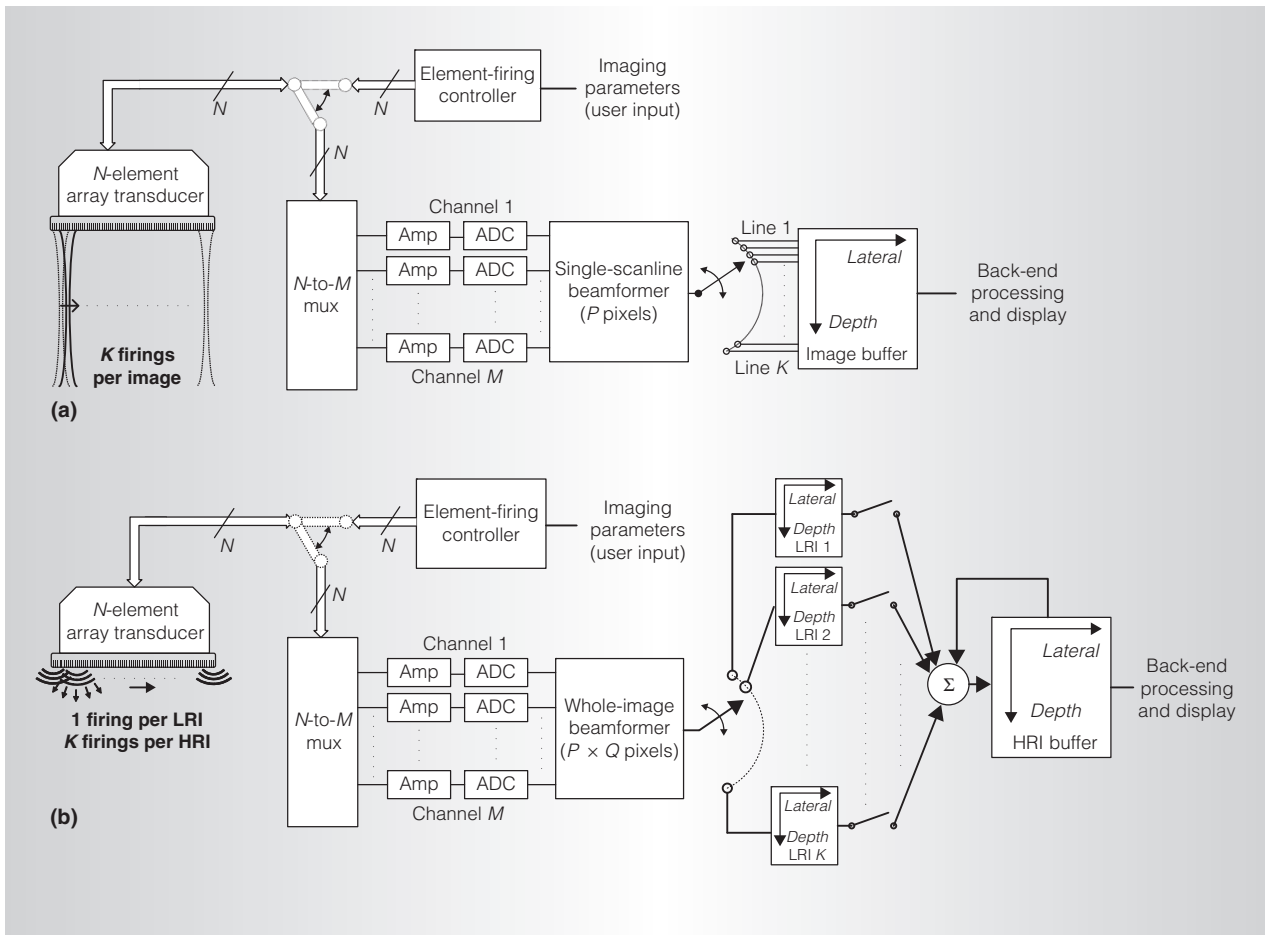 Element-firing
controller
Imaging
parameters
(user input)
N
N
N
N-element
array transducer
K firings
per image
(a)
N-to-M
mux
Channel 1
Amp
ADC
Amp
ADC
Amp
ADC
Channel M
Single-scanline
beamformer
(P pixels)
Line 1
Line K
Lateral
Depth
Image buffer
Back-end
processing
and display
Element-firing
controller
Imaging
parameters
(user input)
N
N
N
N-element
array transducer
1 firing per LRI
K firings per HRI
(b)
N-to-M
mux
Channel 1
Amp
ADC
Amp
ADC
Amp
ADC
Channel M
Whole-image
beamformer
(P × Q pixels)
Lateral
Depth
LRI 1
Lateral
Depth
LRI 2
Lateral
Depth
LRI K
Σ
Lateral
Depth
HRI buffer
Back-end
processing
and display